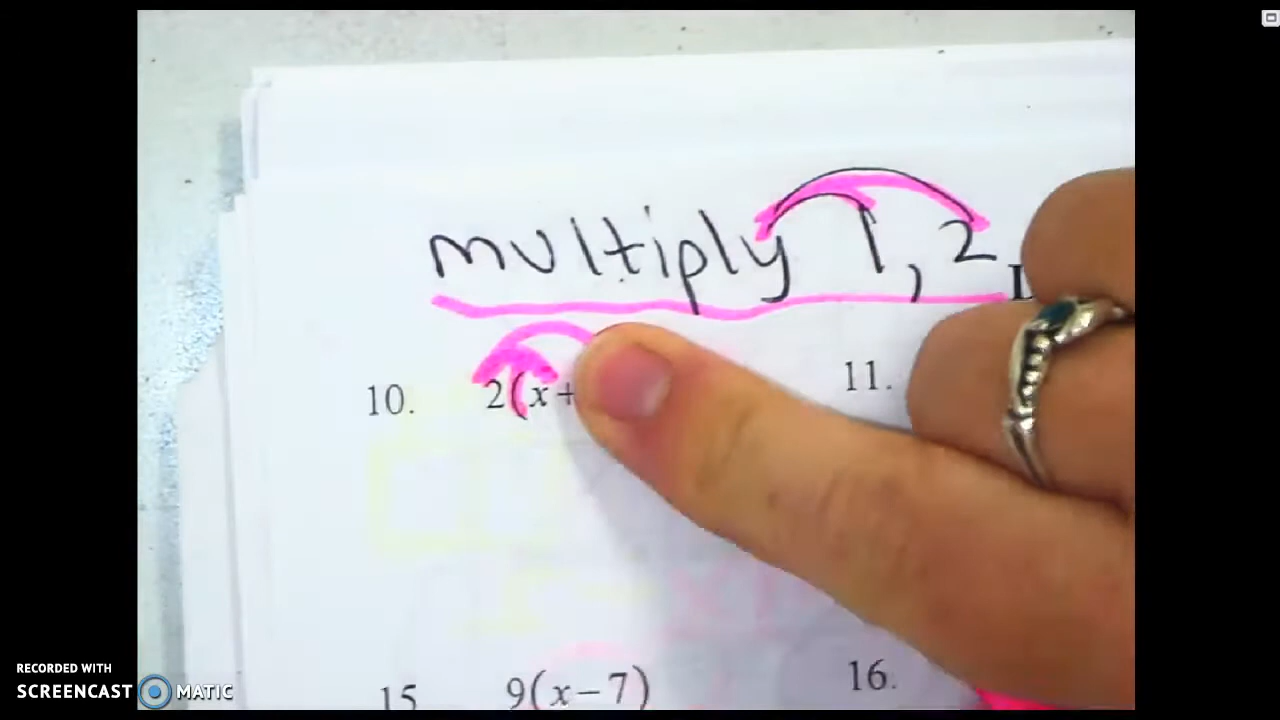 multiply 1, 2
10. 2(x+
11.
15 9(x-7)
16.
RECORDED WITH
SCREENCAST MATIC